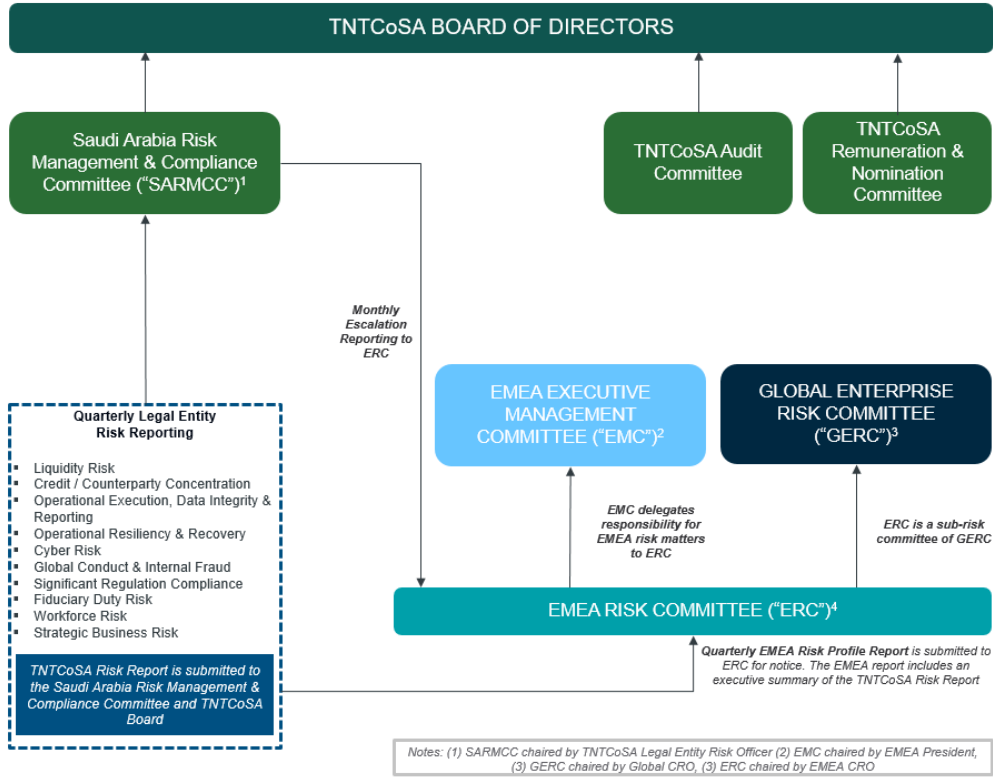 TNTCoSA BOARD OF DIRECTORS
Saudi Arabia Risk
Management & Compliance
Committee (“SARMCC”)1
TNTCoSA Audit
Committee
TNTCoSA
Remuneration &
Nomination
Committee
Monthly
Escalation
Reporting to
ERC
EMEA EXECUTIVE
MANAGEMENT
COMMITTEE (“EMC”)2
GLOBAL ENTERPRISE
RISK COMMITTEE
(“GERC”)3
Quarterly Legal Entity
Risk Reporting
▪ Liquidity Risk
▪ Credit / Counterparty Concentration
▪ Operational Execution, Data Integrity &
Reporting
▪ Operational Resiliency & Recovery
▪ Cyber Risk
▪ Global Conduct & Internal Fraud
▪ Significant Regulation Compliance
▪ Fiduciary Duty Risk
▪ Workforce Risk
▪ Strategic Business Risk
TNTCoSA Risk Report is submitted to
the Saudi Arabia Risk Management &
Compliance Committee and TNTCoSA
Board
EMC delegates
responsibility for
EMEA risk matters
to ERC
ERC is a sub-risk
committee of GERC
EMEA RISK COMMITTEE (“ERC”)4
Quarterly EMEA Risk Profile Report is submitted to
ERC for notice. The EMEA report includes an
executive summary of the TNTCoSA Risk Report
Notes: (1) SARMCC chaired by TNTCoSA Legal Entity Risk Officer (2) EMC chaired by EMEA President,
(3) GERC chaired by Global CRO, (3) ERC chaired by EMEA CRO